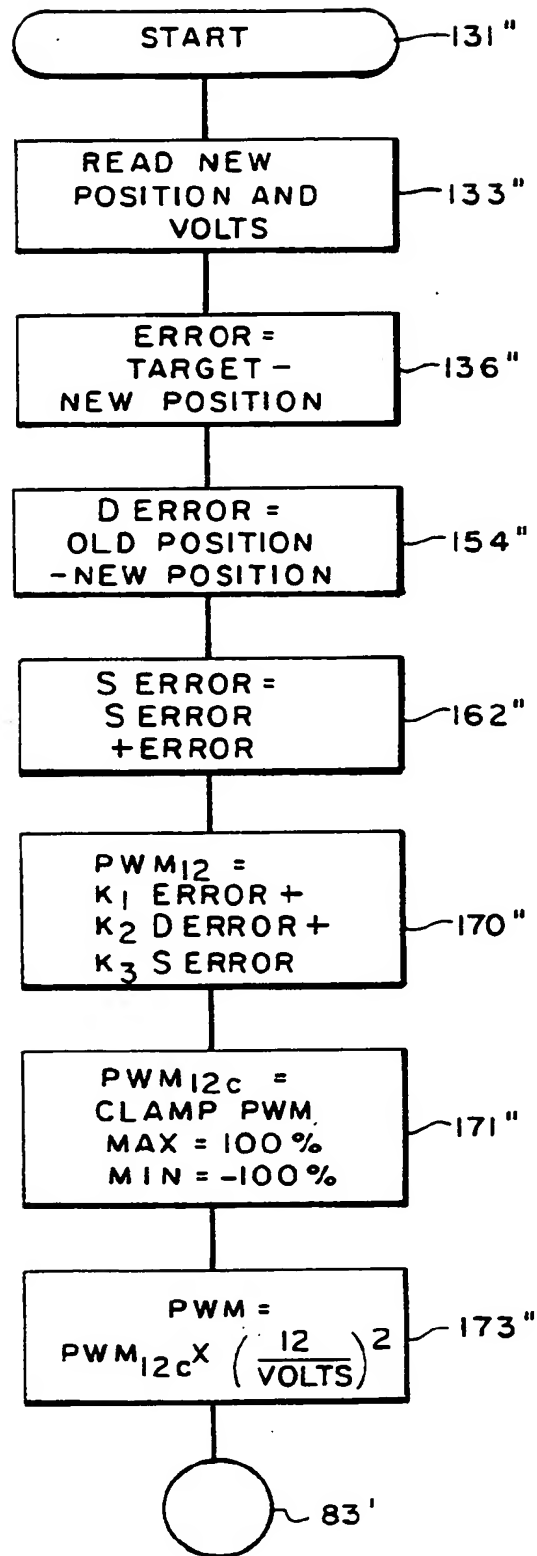 START 131"
READ NEW
POSITION AND
VOLTS
133"
ERROR =
TARGET -
NEW POSITION
136"
D ERROR =
OLD POSITION
-NEW POSITION
154"
S ERROR =
S ERROR
+ERROR
162"
PWM₁₂ =
K₁ ERROR +
K₂ D ERROR +
K₃ S ERROR
170"
PWM₁₂c =
CLAMP PWM
MAX = 100%
MIN = -100%
171"
PWM =
PWM₁₂c X (12/VOLTS)²
173"
83'